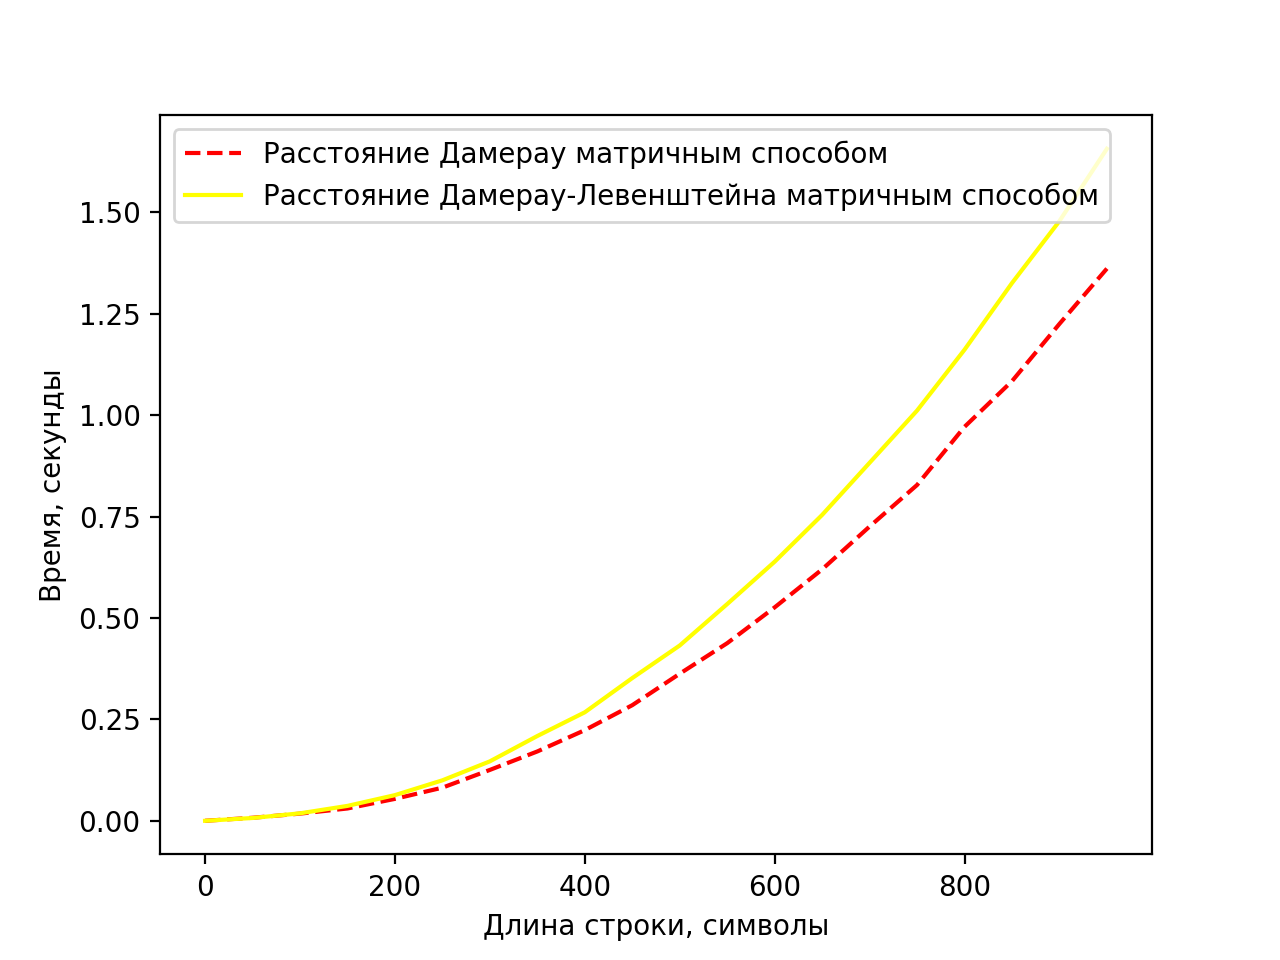 Расстояние Дамерау матричным способом
Расстояние Дамерау-Левенштейна матричным способом
1.50
1.25
1.00
0.75
0.50
0.25
0.00
Время, секунды
0 200 400 600 800
Длина строки, символы